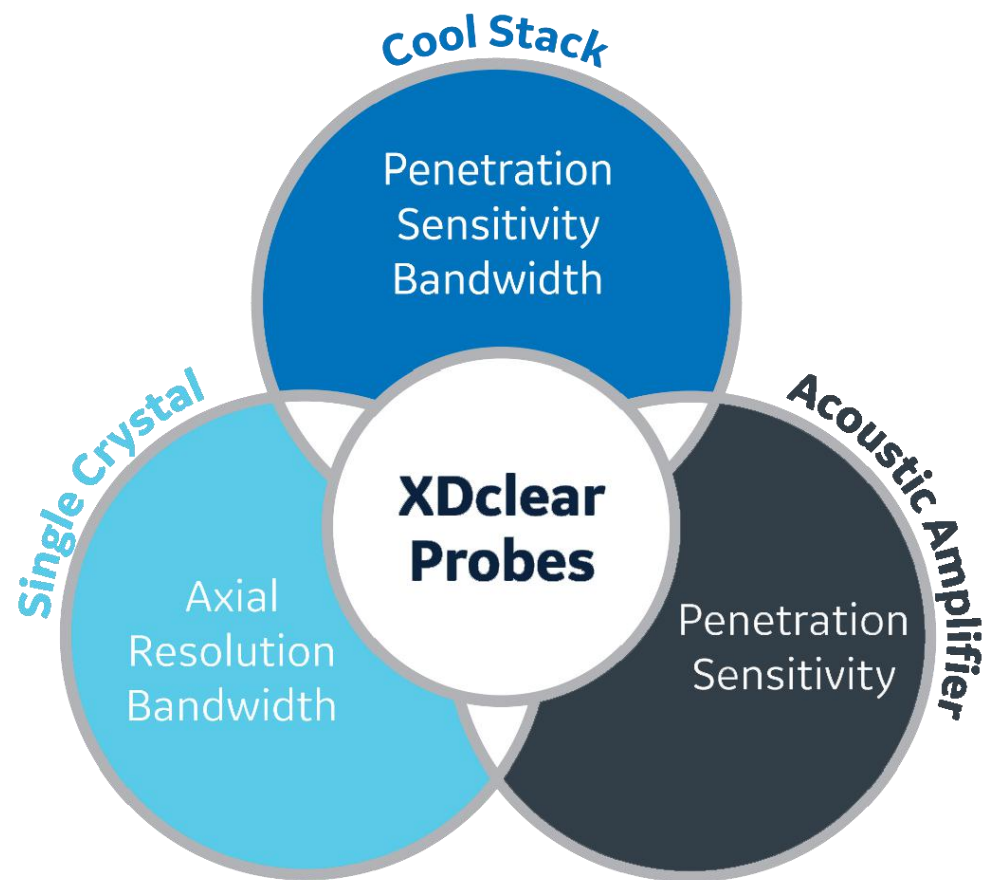 Cool Stack
Penetration
Sensitivity
Bandwidth
Single Crystal
Axial
Resolution
Bandwidth
XDclear
Probes
Acoustic Amplifier
Penetration
Sensitivity